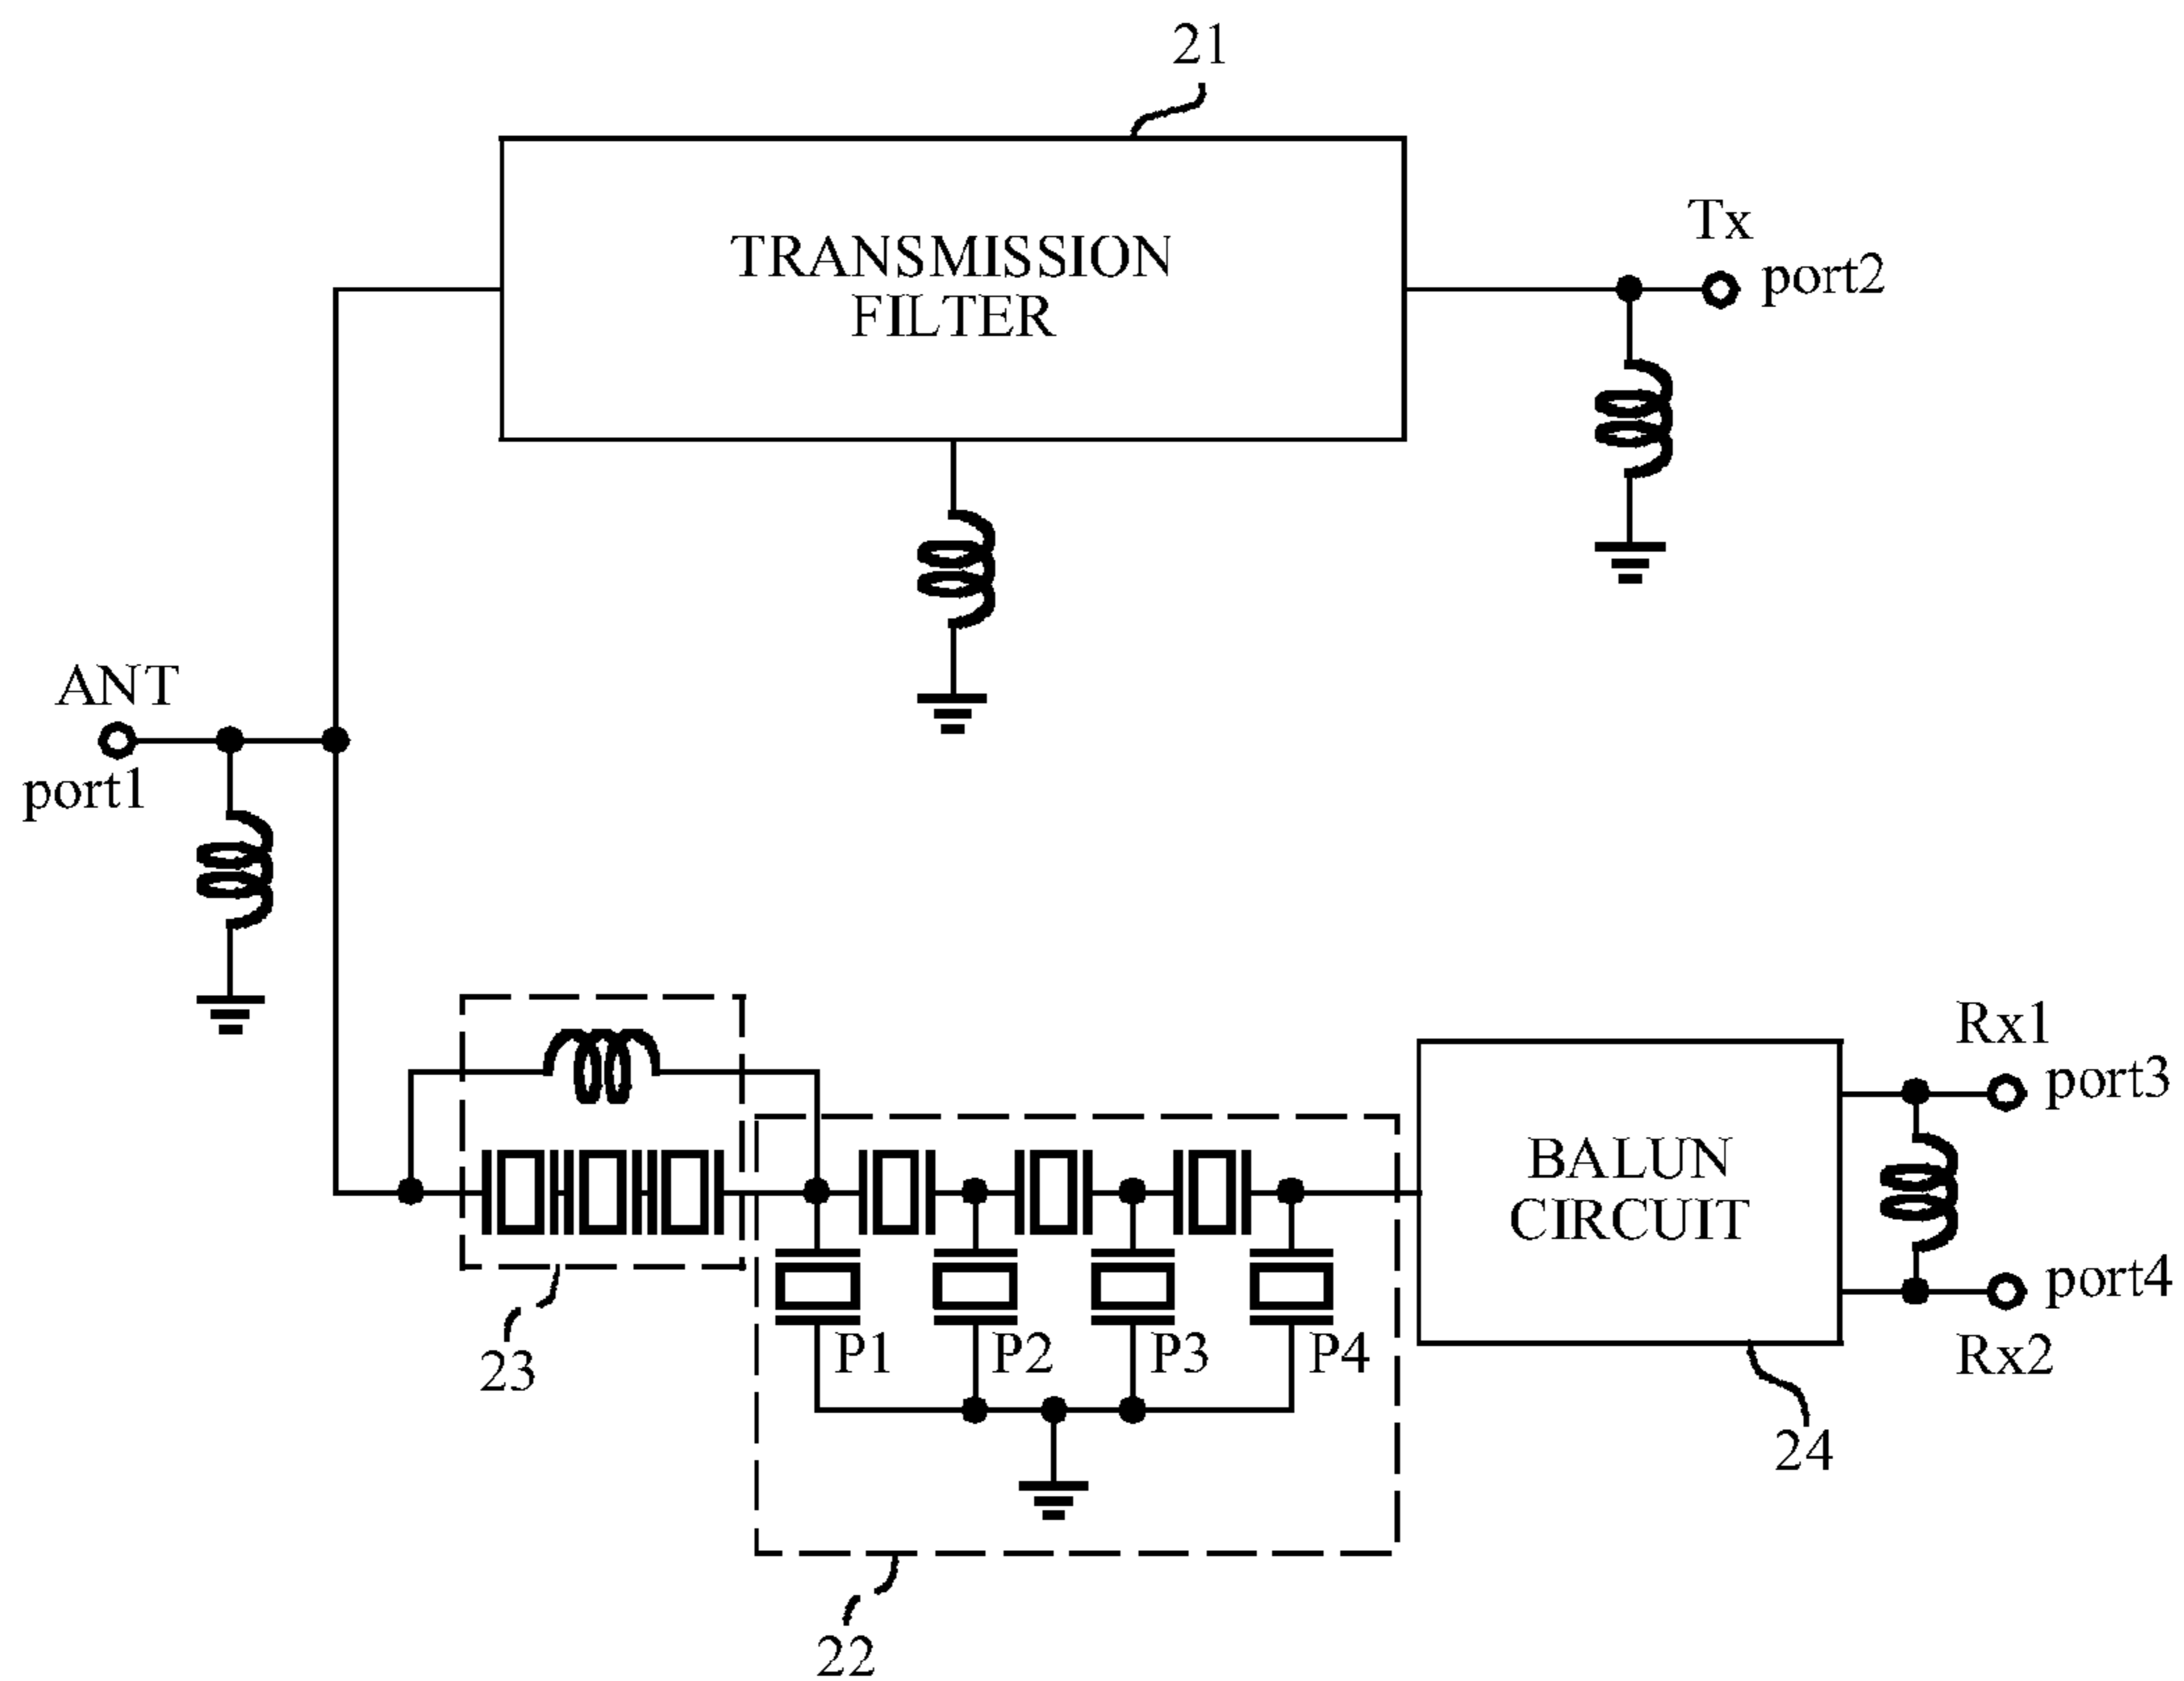 21
TRANSMISSION
FILTER
Tx
port2
ANT
port1
Rx1
port3
BALUN
CIRCUIT
port4
Rx2
P1
P2
P3
P4
23
24
22